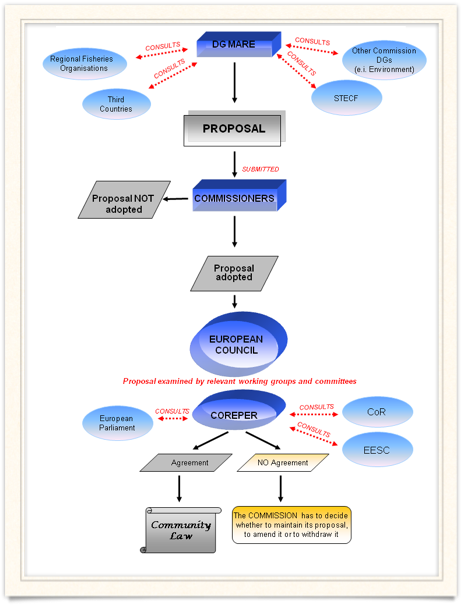 DG MARE
CONSULTS
CONSULTS
Regional Fisheries
Organisations
Other Commission
DGs
(e.i. Environment)
CONSULTS
CONSULTS
Third
Countries
STECF
PROPOSAL
SUBMITTED
Proposal NOT
adopted
COMMISSIONERS
Proposal
adopted
EUROPEAN
COUNCIL
Proposal examined by relevant working groups and committees
European
Parliament
CONSULTS
COREPER
CONSULTS
CoR
CONSULTS
EESC
Agreement
NO Agreement
Community
Law
The COMMISSION has to decide
whether to maintain its proposal,
to amend it or to withdraw it